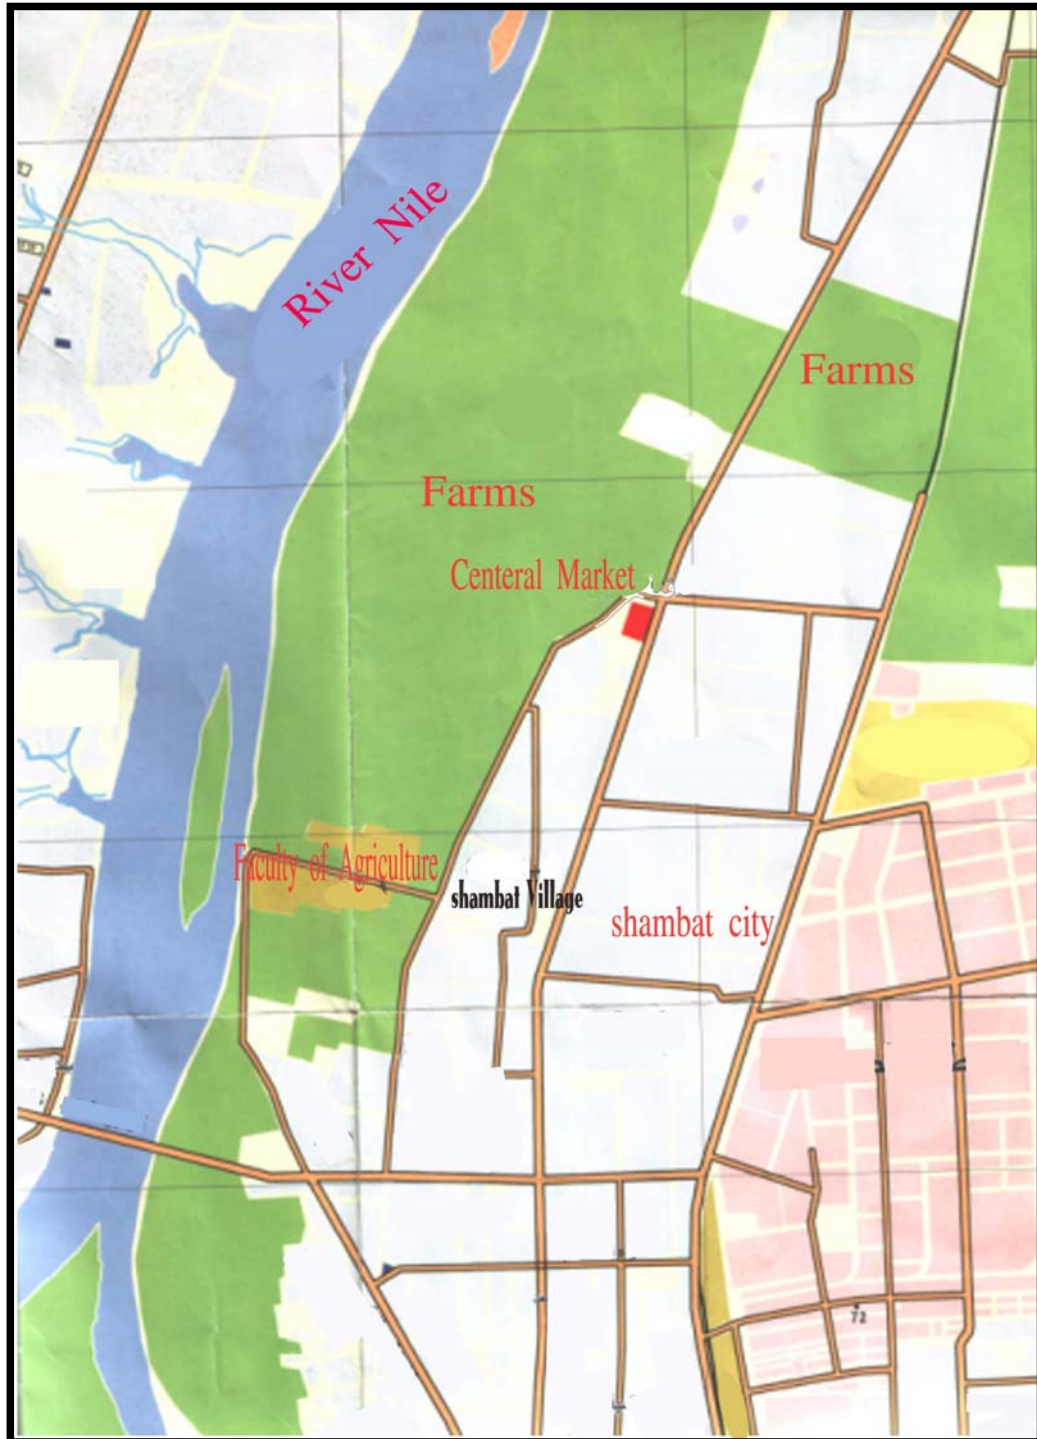 River Nile
Farms
Farms
Centeral Market
Faculty of Agriculture
shambat Village
shambat city
72